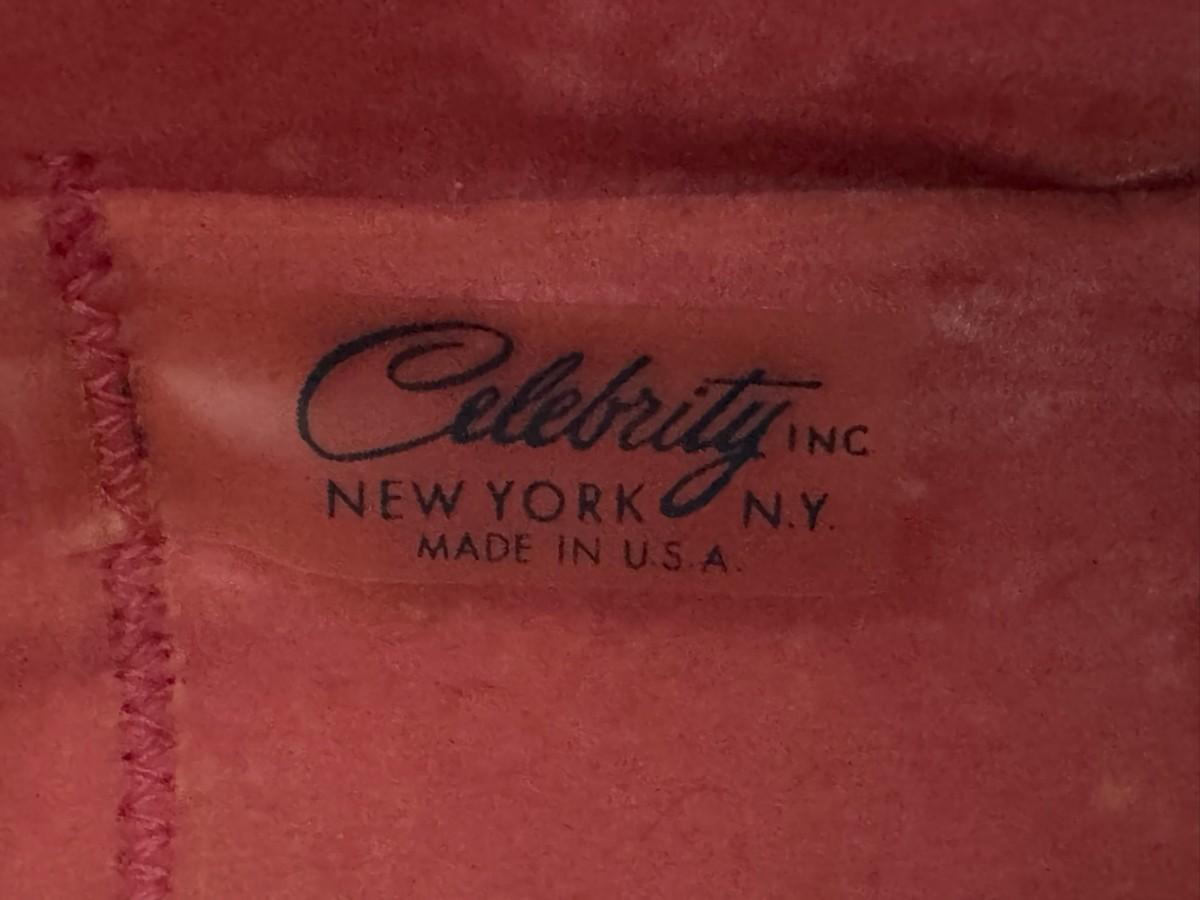 Celebrity INC
NEW YORK N.Y.
MADE IN U.S.A.